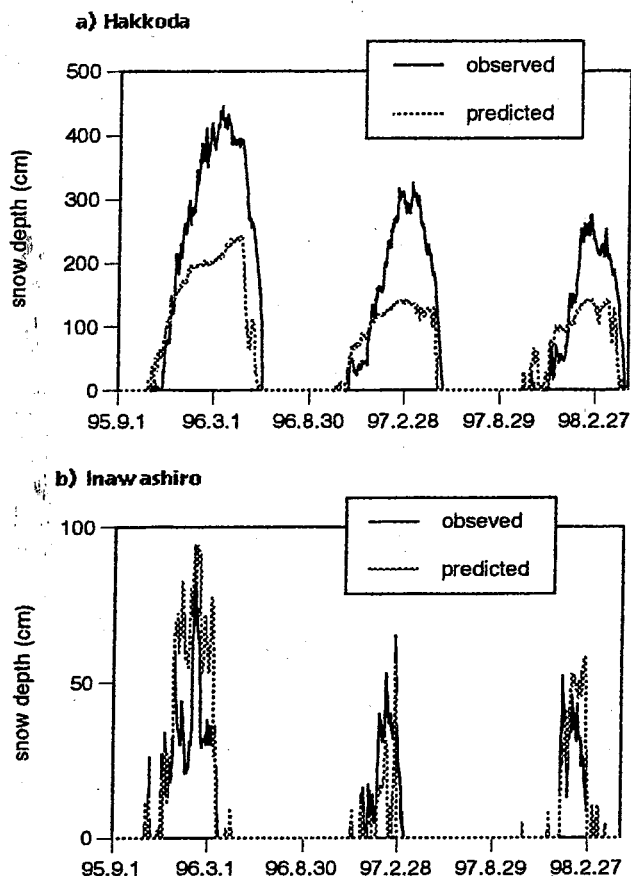 a) Hakkoda
observed
predicted
500
400
300
200
100
0
snow depth (cm)
95.9.1 96.3.1 96.8.30 97.2.28 97.8.29 98.2.27
b) Inawashiro
obseved
predicted
100
50
0
snow depth (cm)
95.9.1 96.3.1 96.8.30 97.2.28 97.8.29 98.2.27